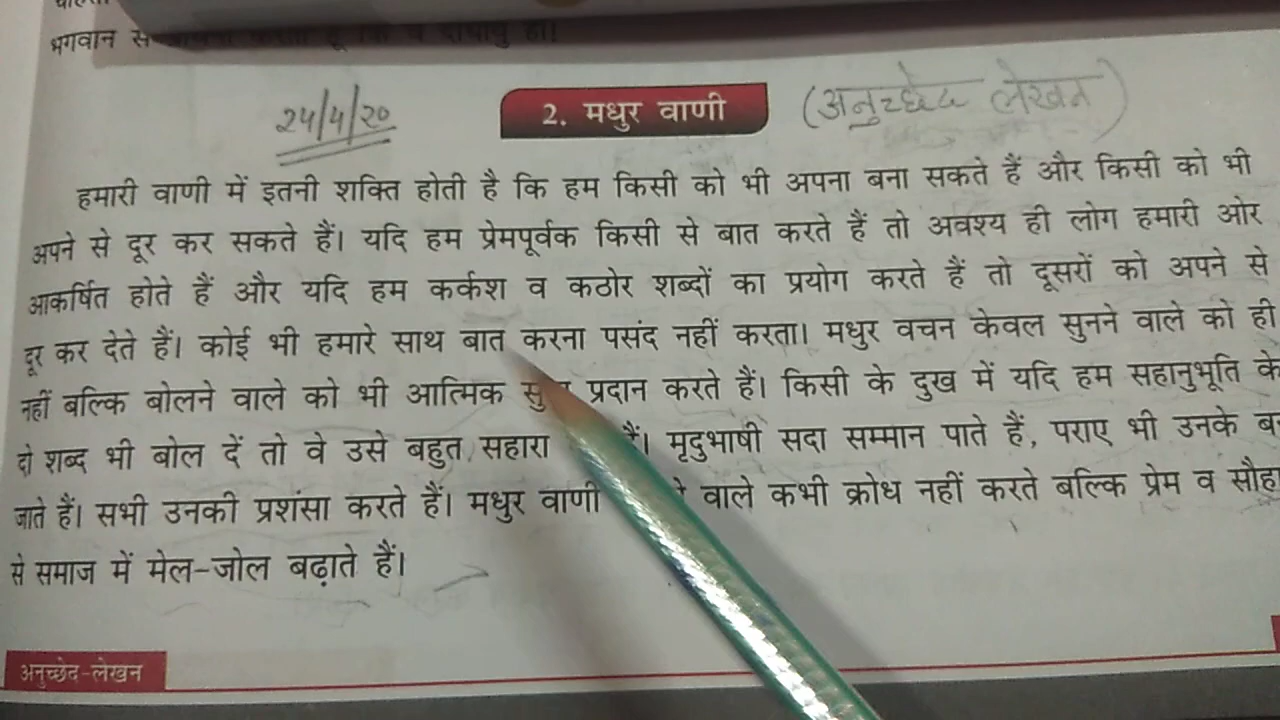 भगवान स
24/4/20
2. मधुर वाणी
(अनुच्छेद लेखन)
हमारी वाणी में इतनी शक्ति होती है कि हम किसी को भी अपना बना सकते हैं और किसी को भी
अपने से दूर कर सकते हैं। यदि हम प्रेमपूर्वक किसी से बात करते हैं तो अवश्य ही लोग हमारी ओर
आकर्षित होते हैं और यदि हम कर्कश व कठोर शब्दों का प्रयोग करते हैं तो दूसरों को अपने से
दूर कर देते हैं। कोई भी हमारे साथ बात करना पसंद नहीं करता। मधुर वचन केवल सुनने वाले को ही
नहीं बल्कि बोलने वाले को भी आत्मिक प्रदान करते हैं। किसी के दुख में यदि हम सहानुभूति के
दो शब्द भी बोल दें तो वे उसे बहुत सहारा हैं। मृदुभाषी सदा सम्मान पाते हैं, पराए भी उनके ब
जाते हैं। सभी उनकी प्रशंसा करते हैं। मधुर वाणी वाले कभी क्रोध नहीं करते बल्कि प्रेम व सौहा
से समाज में मेल-जोल बढ़ाते हैं।
अनुच्छेद-लेखन